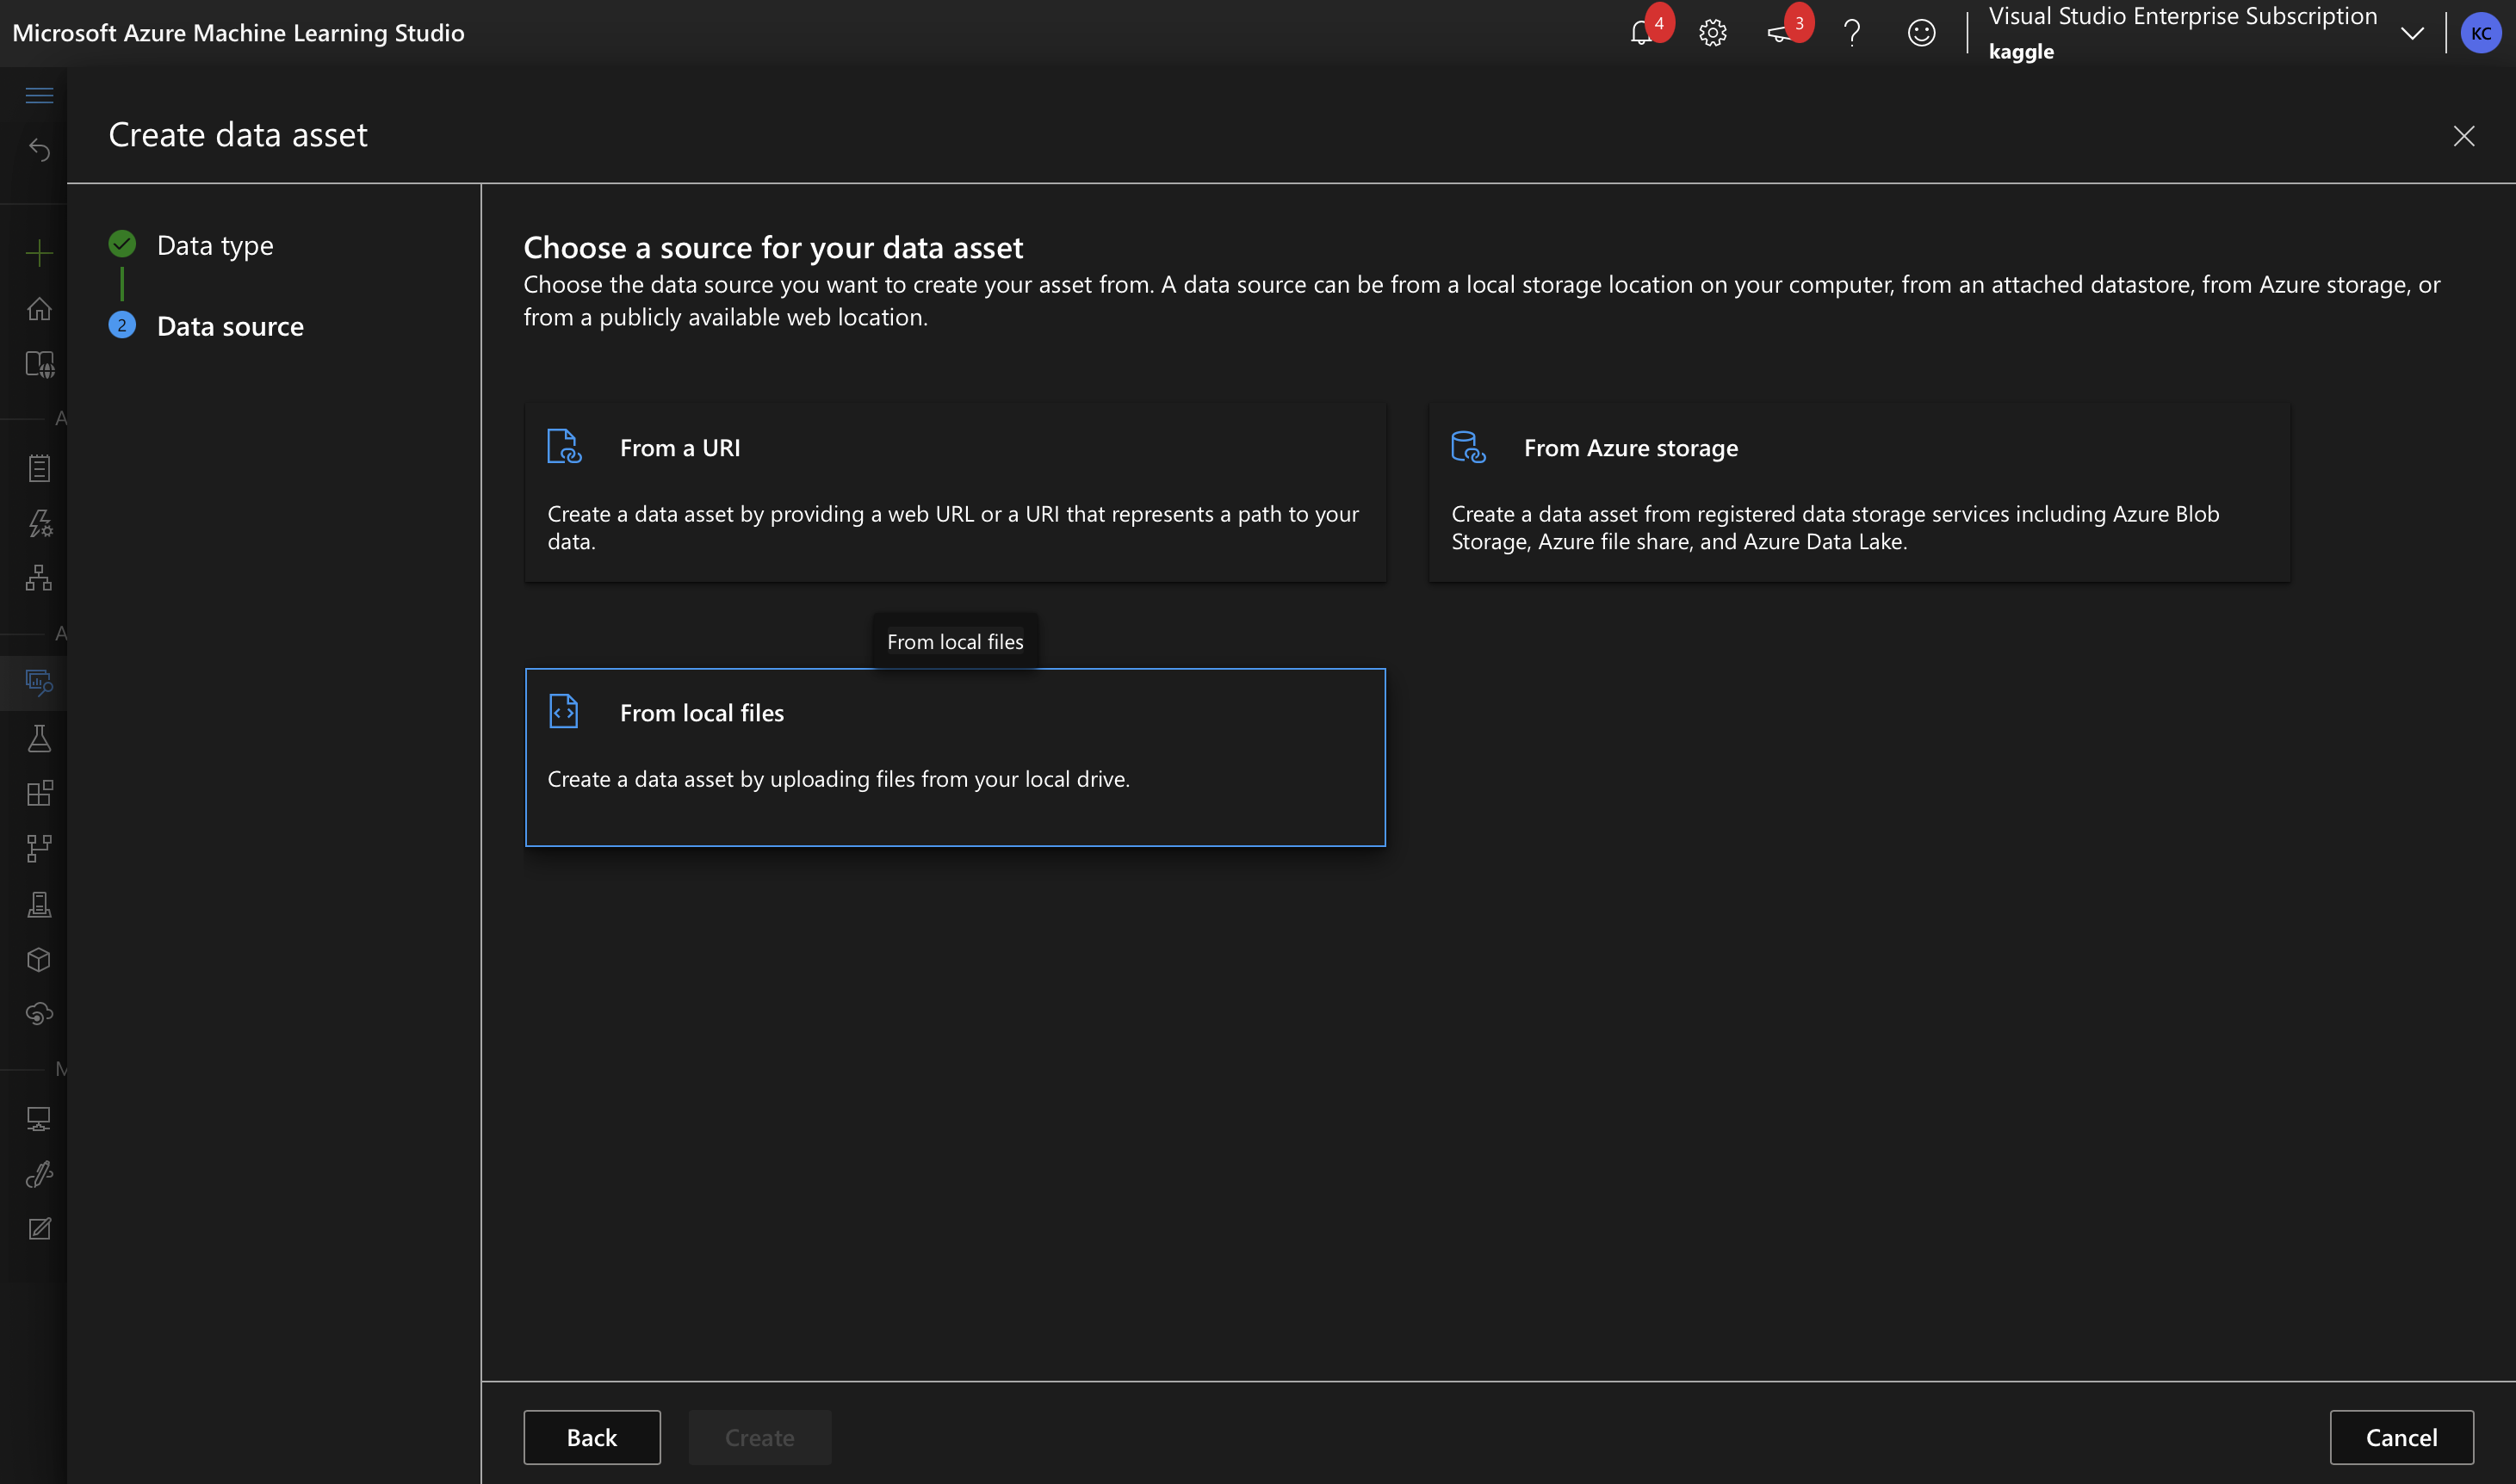 Microsoft Azure Machine Learning Studio
4
3
Visual Studio Enterprise Subscription
kaggle
KC
Create data asset
Data type
2
Data source
Choose a source for your data asset
Choose the data source you want to create your asset from. A data source can be from a local storage location on your computer, from an attached datastore, from Azure storage, or
from a publicly available web location.
A
From a URI
From Azure storage
Create a data asset by providing a web URL or a URI that represents a path to your
data.
Create a data asset from registered data storage services including Azure Blob
Storage, Azure file share, and Azure Data Lake.
A
From local files
From local files
Create a data asset by uploading files from your local drive.
M
Back
Create
Cancel